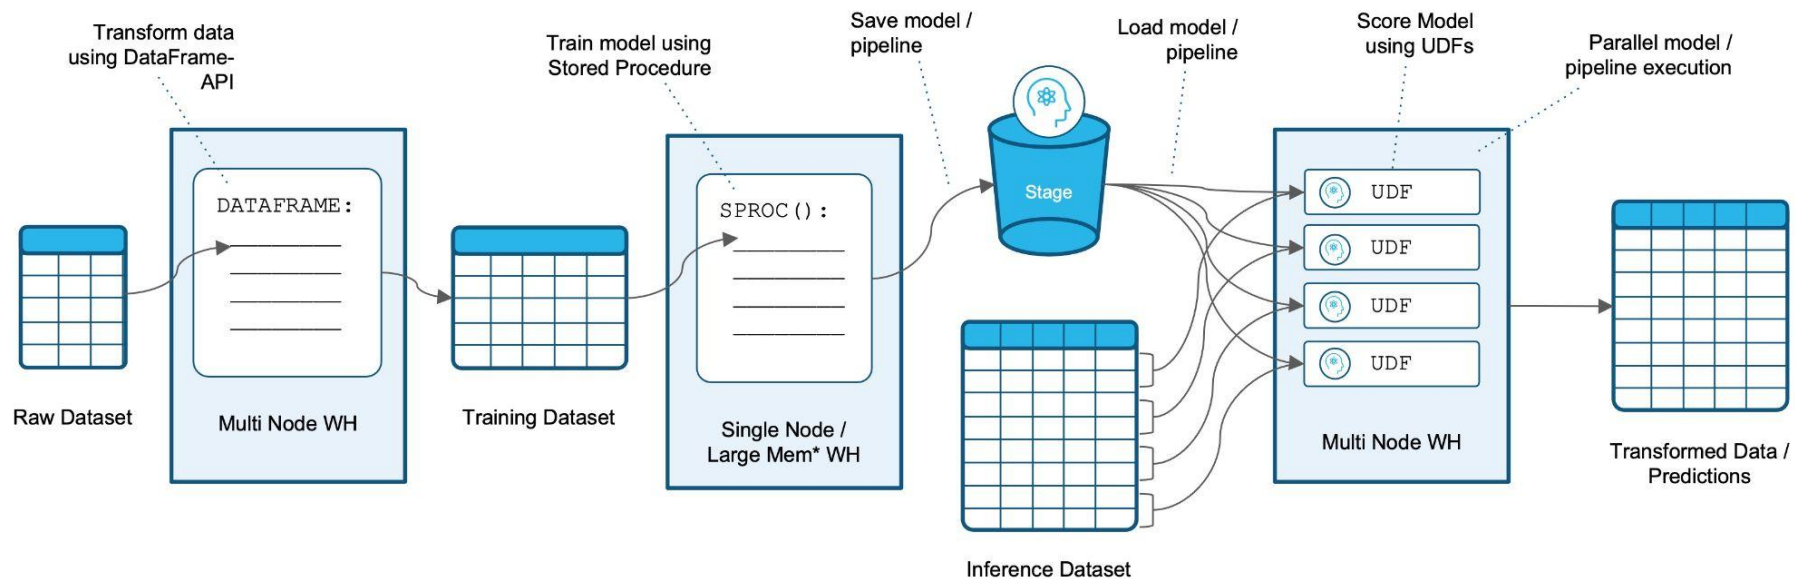 Transform data
using DataFrame-
API
Train model using
Stored Procedure
Save model /
pipeline
Load model /
pipeline
Score Model
using UDFs
Parallel model /
pipeline execution
DATAFRAME:
SPROC():
Stage
UDF
UDF
UDF
UDF
Raw Dataset
Multi Node WH
Training Dataset
Single Node /
Large Mem* WH
Inference Dataset
Multi Node WH
Transformed Data /
Predictions